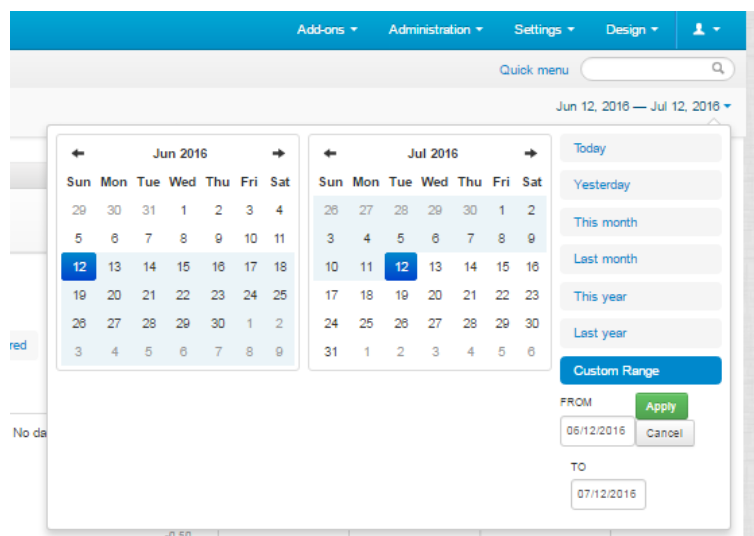 Add-ons Administration Settings Design
Quick menu
Jun 12, 2016 — Jul 12, 2016
Jun 2016
Sun Mon Tue Wed Thu Fri Sat
29 30 31 1 2 3 4
5 6 7 8 9 10 11
12 13 14 15 16 17 18
19 20 21 22 23 24 25
26 27 28 29 30 1 2
3 4 5 6 7 8 9
Jul 2016
Sun Mon Tue Wed Thu Fri Sat
26 27 28 29 30 1 2
3 4 5 6 7 8 9
10 11 12 13 14 15 16
17 18 19 20 21 22 23
24 25 26 27 28 29 30
31 1 2 3 4 5 6
Today
Yesterday
This month
Last month
This year
Last year
Custom Range
FROM
Apply
06/12/2016
Cancel
TO
07/12/2016
red
No da
-0.50